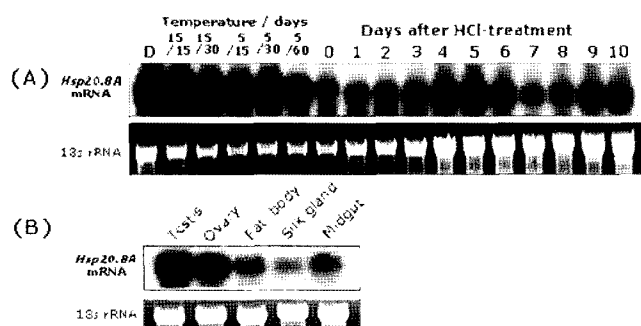 Temperature / days
Days after HCl-treatment
15 15 5 5 5
D /15 /30 /15 /30 /60 0 1 2 3 4 5 6 7 8 9 10
(A)
Hsp20.8A
mRNA
18s rRNA
(B)
Testis Ovary Fat body Silk gland Midgut
Hsp20.8A
mRNA
18s rRNA